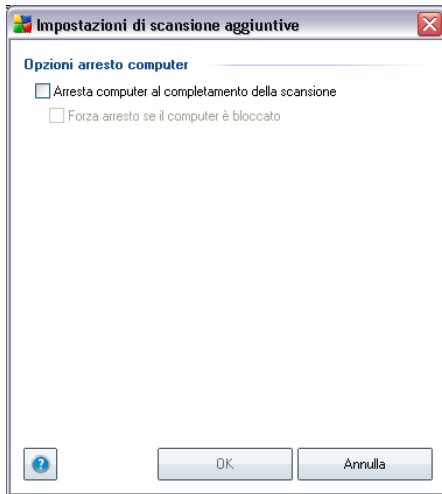 Impostazioni di scansione aggiuntive
Opzioni arresto computer
Arresta computer al completamento della scansione
Forza arresto se il computer è bloccato
OK
Annulla